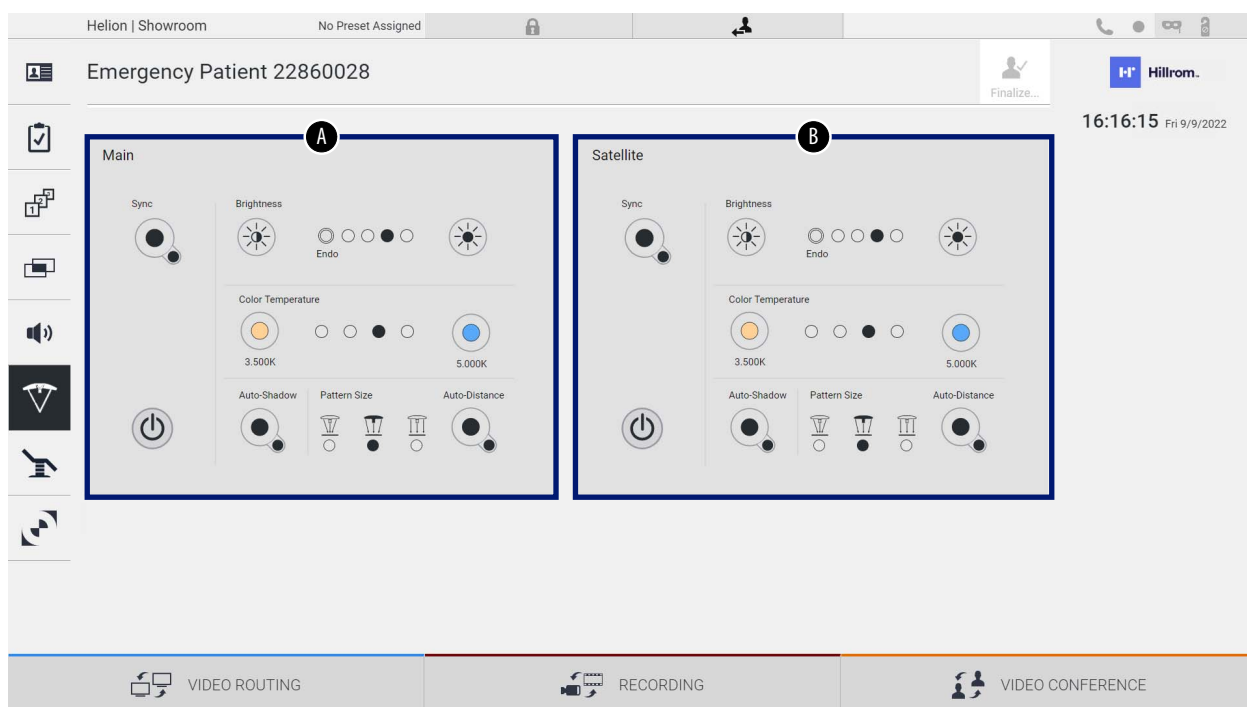 Helion | Showroom No Preset Assigned
Emergency Patient 22860028
Finalize...
Hillrom™
16:16:15 Fri 9/9/2022
A
Main
Sync Brightness
Endo
Color Temperature
3.500K 5.000K
Auto-Shadow Pattern Size Auto-Distance
B
Satellite
Sync Brightness
Endo
Color Temperature
3.500K 5.000K
Auto-Shadow Pattern Size Auto-Distance
VIDEO ROUTING RECORDING VIDEO CONFERENCE